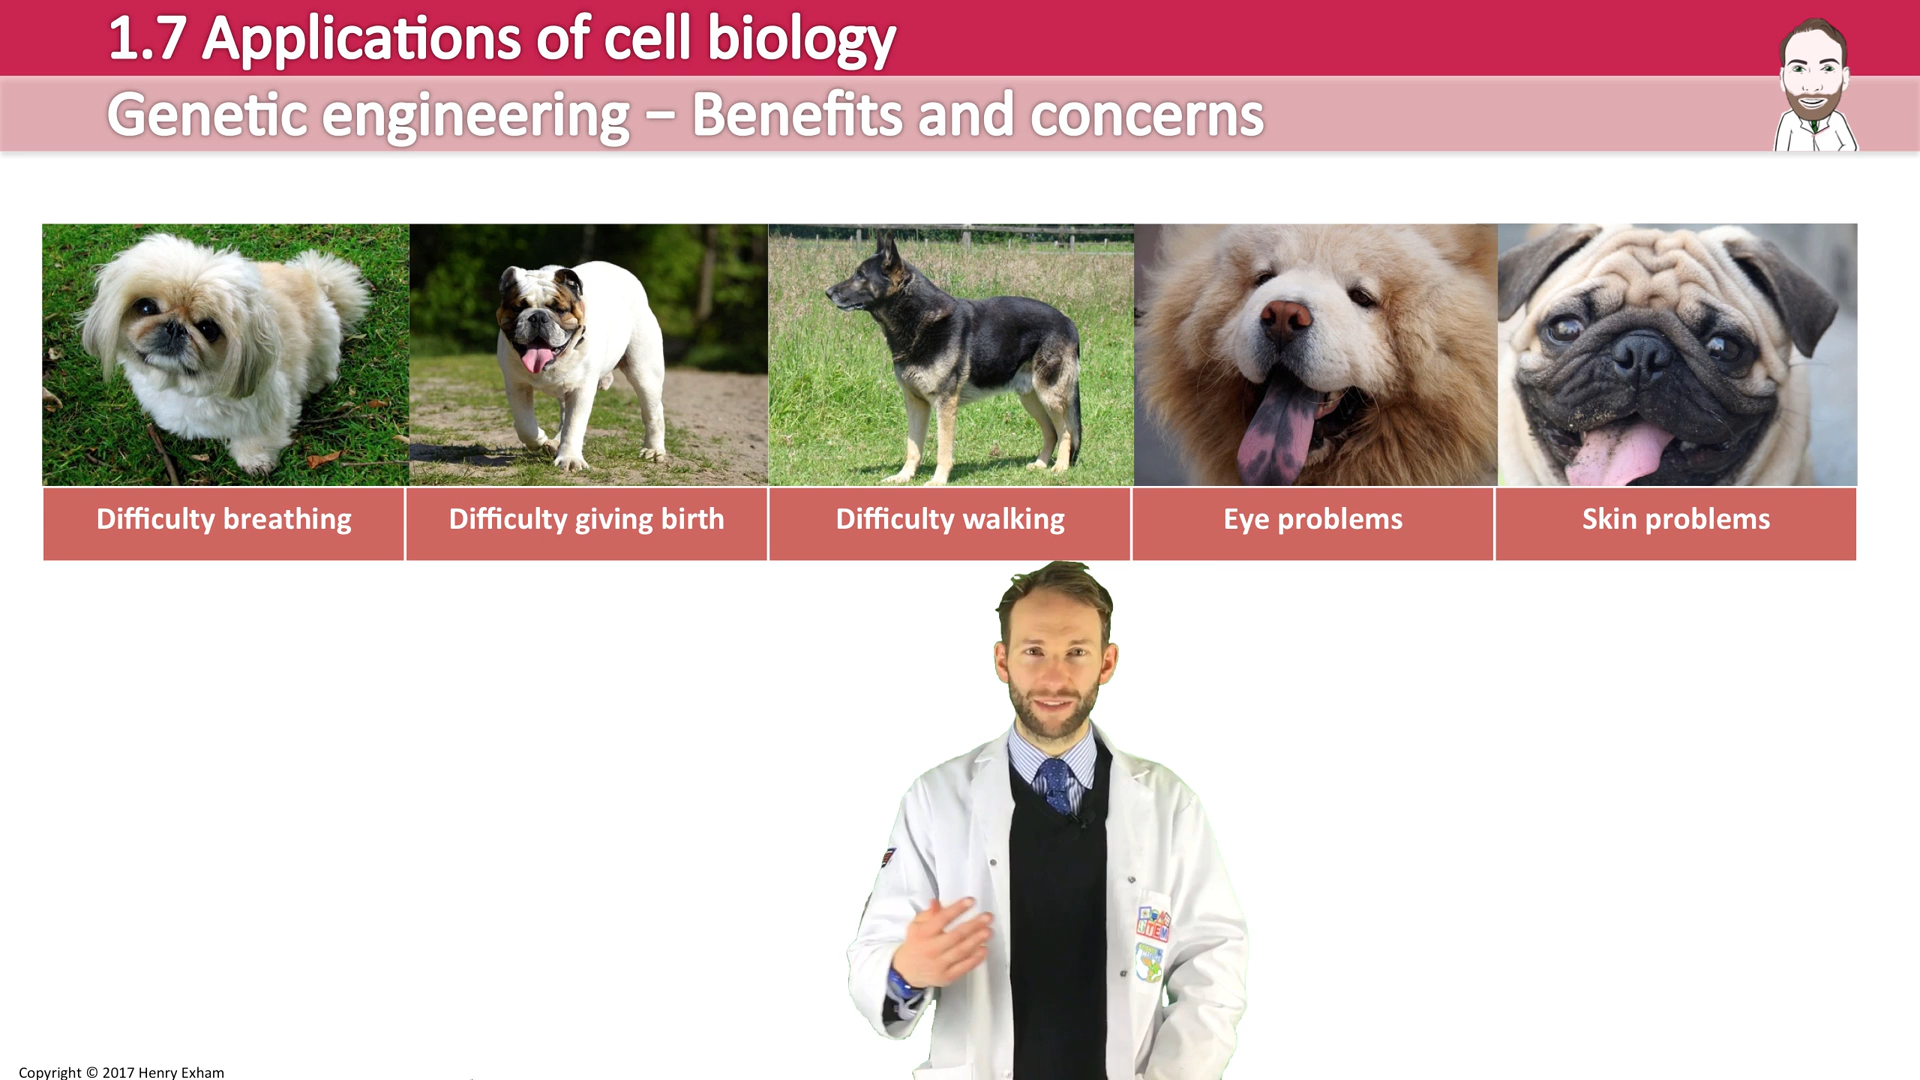 1.7 Applications of cell biology
Genetic engineering – Benefits and concerns
Difficulty breathing
Difficulty giving birth
Difficulty walking
Eye problems
Skin problems
STEM
Copyright © 2017 Henry Exham